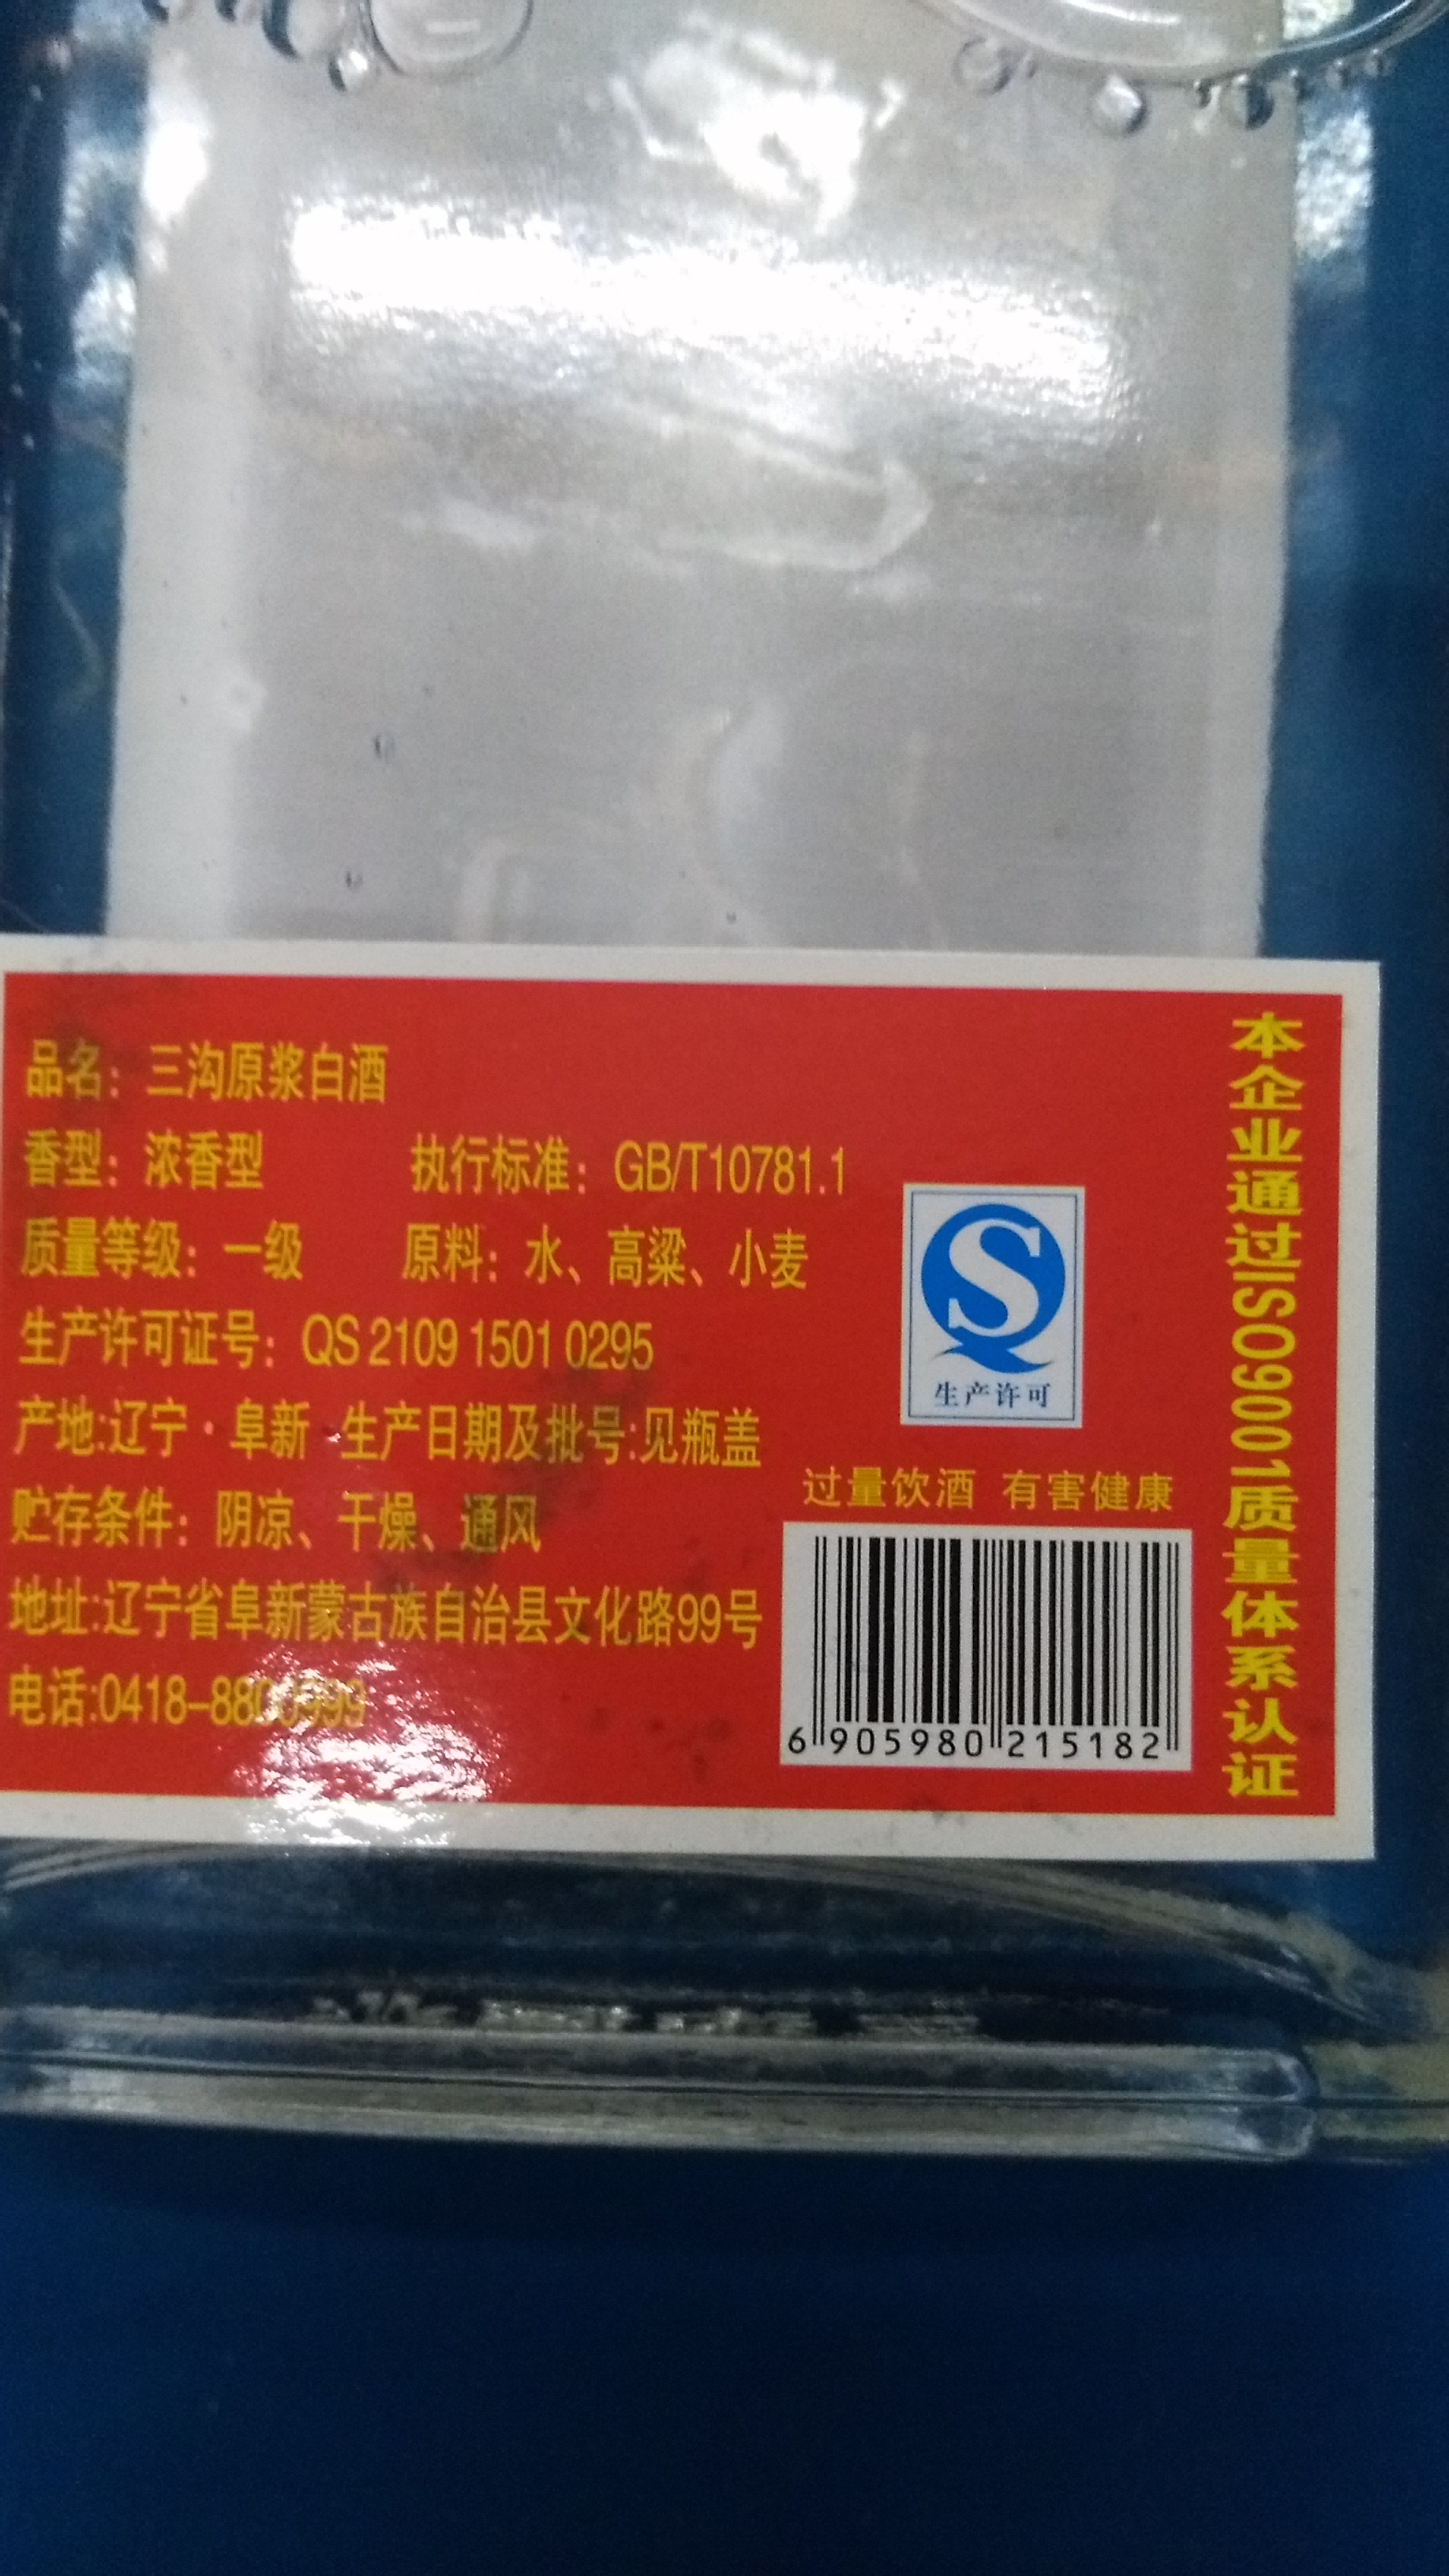 品名：三沟原浆白酒
香型：浓香型 执行标准：GB/T10781.1
质量等级：一级 原料：水、高粱、小麦
生产许可证号：QS 2109 1501 0295
产地:辽宁·阜新 生产日期及批号:见瓶盖
贮存条件：阴凉、干燥、通风
地址:辽宁省阜新蒙古族自治县文化路99号
电话:0418-8800999
生产许可
过量饮酒 有害健康
6 905980 215182
本企业通过ISO9001质量体系认证